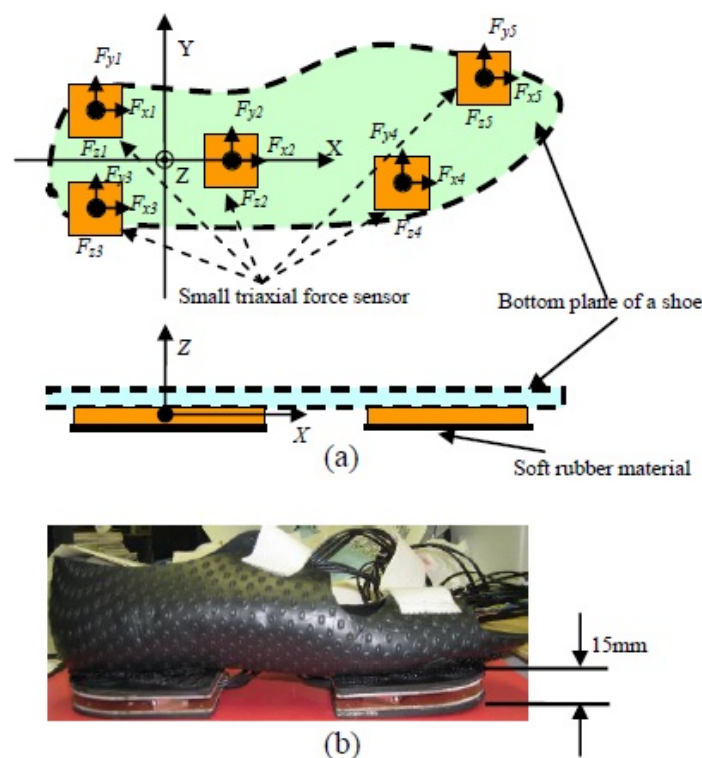 Y
Fy1
Fx1
Fz1
Fy2
Fx2
Fz2
X
Z
Fy3
Fx3
Fz3
Fy4
Fx4
Fz4
Fy5
Fx5
Fz5
Small triaxial force sensor
Bottom plane of a shoe
Z
X
(a)
Soft rubber material
15mm
(b)